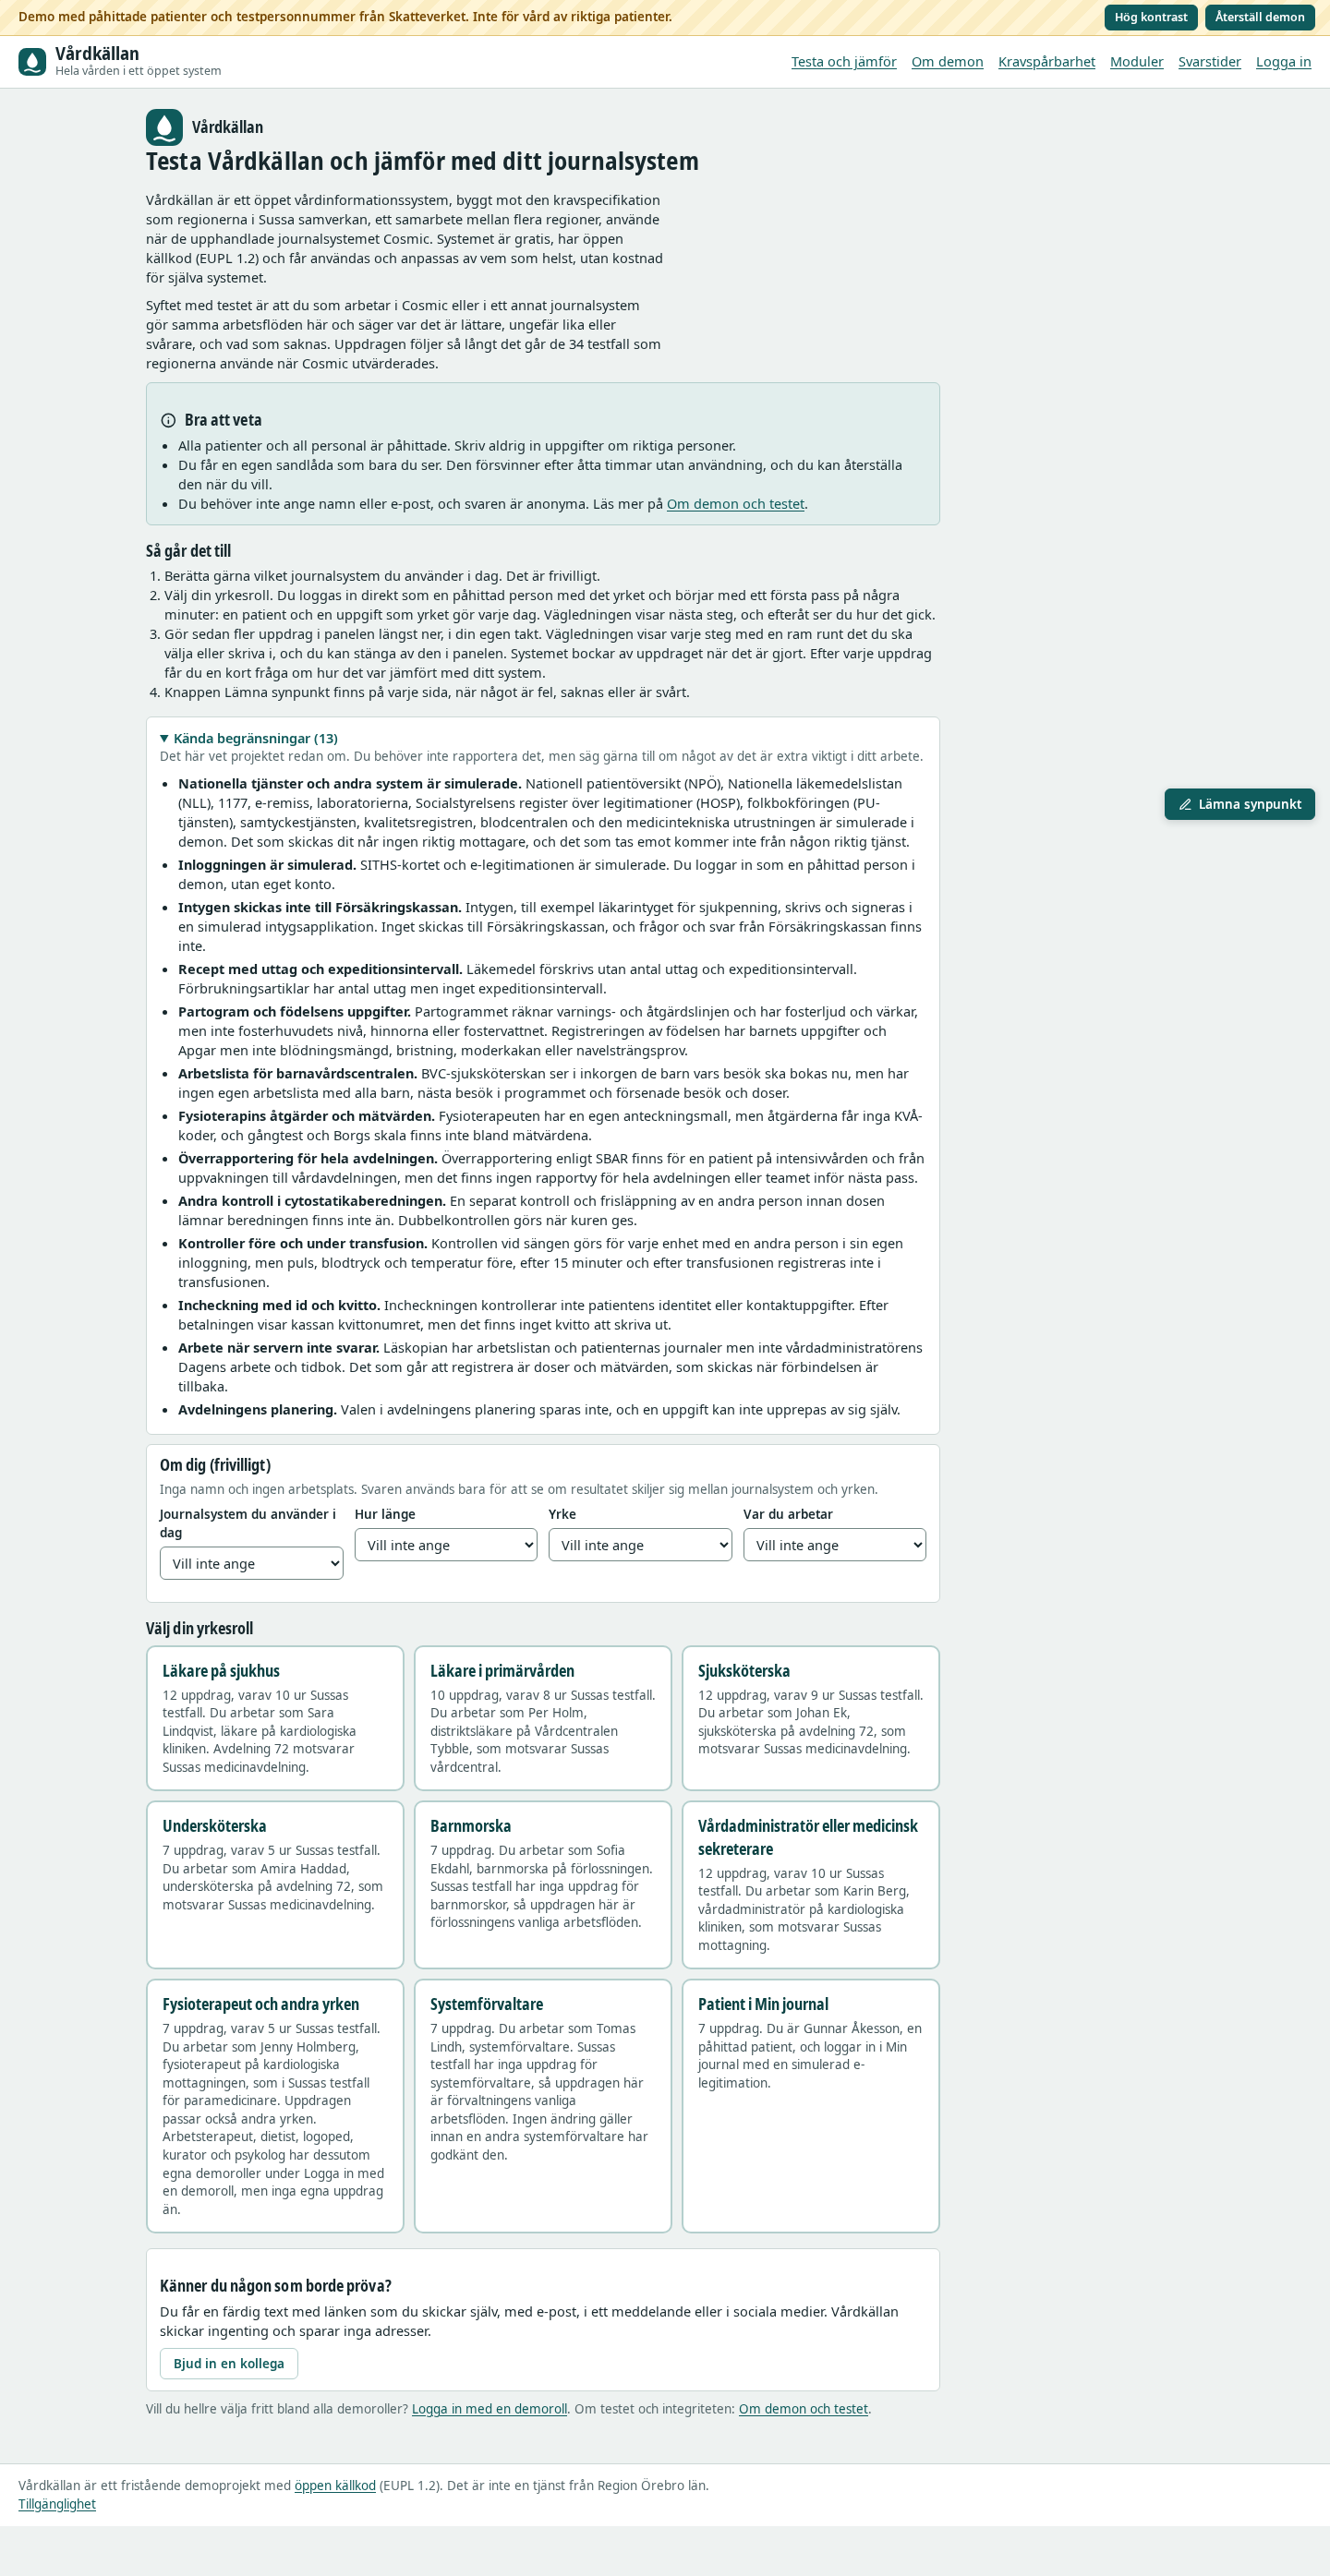 Demo med påhittade patienter och testpersonnummer från Skatteverket. Inte för vård av riktiga patienter.
Hög kontrast
Återställ demon
Vårdkällan
Hela vården i ett öppet system
Testa och jämför
Om demon
Kravspårbarhet
Moduler
Svarstider
Logga in
Vårdkällan
Testa Vårdkällan och jämför med ditt journalsystem
Vårdkällan är ett öppet vårdinformationssystem, byggt mot den kravspecifikation
som regionerna i Sussa samverkan, ett samarbete mellan flera regioner, använde
när de upphandlade journalsystemet Cosmic. Systemet är gratis, har öppen
källkod (EUPL 1.2) och får användas och anpassas av vem som helst, utan kostnad
för själva systemet.
Syftet med testet är att du som arbetar i Cosmic eller i ett annat journalsystem
gör samma arbetsflöden här och säger var det är lättare, ungefär lika eller
svårare, och vad som saknas. Uppdragen följer så långt det går de 34 testfall som
regionerna använde när Cosmic utvärderades.
Bra att veta
• Alla patienter och all personal är påhittade. Skriv aldrig in uppgifter om riktiga personer.
• Du får en egen sandlåda som bara du ser. Den försvinner efter åtta timmar utan användning, och du kan återställa
den när du vill.
• Du behöver inte ange namn eller e-post, och svaren är anonyma. Läs mer på Om demon och testet.
Så går det till
1. Berätta gärna vilket journalsystem du använder i dag. Det är frivilligt.
2. Välj din yrkesroll. Du loggas in direkt som en påhittad person med det yrket och börjar med ett första pass på några
minuter: en patient och en uppgift som yrket gör varje dag. Vägledningen visar nästa steg, och efteråt ser du hur det gick.
3. Gör sedan fler uppdrag i panelen längst ner, i din egen takt. Vägledningen visar varje steg med en ram runt det du ska
välja eller skriva i, och du kan stänga av den i panelen. Systemet bockar av uppdraget när det är gjort. Efter varje uppdrag
får du en kort fråga om hur det var jämfört med ditt system.
4. Knappen Lämna synpunkt finns på varje sida, när något är fel, saknas eller är svårt.
Kända begränsningar (13)
Det här vet projektet redan om. Du behöver inte rapportera det, men säg gärna till om något av det är extra viktigt i ditt arbete.
• Nationella tjänster och andra system är simulerade. Nationell patientöversikt (NPÖ), Nationella läkemedelslistan
(NLL), 1177, e-remiss, laboratorierna, Socialstyrelsens register över legitimationer (HOSP), folkbokföringen (PU-
tjänsten), samtyckestjänsten, kvalitetsregistren, blodcentralen och den medicintekniska utrustningen är simulerade i
demon. Det som skickas dit når ingen riktig mottagare, och det som tas emot kommer inte från någon riktig tjänst.
• Inloggningen är simulerad. SITHS-kortet och e-legitimationen är simulerade. Du loggar in som en påhittad person i
demon, utan eget konto.
• Intygen skickas inte till Försäkringskassan. Intygen, till exempel läkarintyget för sjukpenning, skrivs och signeras i
en simulerad intygsapplikation. Inget skickas till Försäkringskassan, och frågor och svar från Försäkringskassan finns
inte.
• Recept med uttag och expeditionsintervall. Läkemedel förskrivs utan antal uttag och expeditionsintervall.
Förbrukningsartiklar har antal uttag men inget expeditionsintervall.
• Partogram och födelsens uppgifter. Partogrammet räknar varnings- och åtgärdslinjen och har fosterljud och värkar,
men inte fosterhuvudets nivå, hinnorna eller fostervattnet. Registreringen av födelsen har barnets uppgifter och
Apgar men inte blödningsmängd, bristning, moderkakan eller navelsträngsprov.
• Arbetslista för barnavårdscentralen. BVC-sjuksköterskan ser i inkorgen de barn vars besök ska bokas nu, men har
ingen egen arbetslista med alla barn, nästa besök i programmet och försenade besök och doser.
• Fysioterapins åtgärder och mätvärden. Fysioterapeuten har en egen anteckningsmall, men åtgärderna får inga KVÅ-
koder, och gångtest och Borgs skala finns inte bland mätvärdena.
• Överrapportering för hela avdelningen. Överrapportering enligt SBAR finns för en patient på intensivvården och från
uppvakningen till vårdavdelningen, men det finns ingen rapportvy för hela avdelningen eller teamet inför nästa pass.
• Andra kontroll i cytostatikaberedningen. En separat kontroll och frisläppning av en andra person innan dosen
lämnar beredningen finns inte än. Dubbelkontrollen görs när kuren ges.
• Kontroller före och under transfusion. Kontrollen vid sängen görs för varje enhet med en andra person i sin egen
inloggning, men puls, blodtryck och temperatur före, efter 15 minuter och efter transfusionen registreras inte i
transfusionen.
• Incheckning med id och kvitto. Incheckningen kontrollerar inte patientens identitet eller kontaktuppgifter. Efter
betalningen visar kassan kvittonumret, men det finns inget kvitto att skriva ut.
• Arbete när servern inte svarar. Läskopian har arbetslistan och patienternas journaler men inte vårdadministratörens
Dagens arbete och tidbok. Det som går att registrera är doser och mätvärden, som skickas när förbindelsen är
tillbaka.
• Avdelningens planering. Valen i avdelningens planering sparas inte, och en uppgift kan inte upprepas av sig själv.
Lämna synpunkt
Om dig (frivilligt)
Inga namn och ingen arbetsplats. Svaren används bara för att se om resultatet skiljer sig mellan journalsystem och yrken.
Journalsystem du använder i
dag
Vill inte ange
Hur länge
Vill inte ange
Yrke
Vill inte ange
Var du arbetar
Vill inte ange
Välj din yrkesroll
Läkare på sjukhus
12 uppdrag, varav 10 ur Sussas
testfall. Du arbetar som Sara
Lindqvist, läkare på kardiologiska
kliniken. Avdelning 72 motsvarar
Sussas medicinavdelning.
Läkare i primärvården
10 uppdrag, varav 8 ur Sussas testfall.
Du arbetar som Per Holm,
distriktsläkare på Vårdcentralen
Tybble, som motsvarar Sussas
vårdcentral.
Sjuksköterska
12 uppdrag, varav 9 ur Sussas testfall.
Du arbetar som Johan Ek,
sjuksköterska på avdelning 72, som
motsvarar Sussas medicinavdelning.
Undersköterska
7 uppdrag, varav 5 ur Sussas testfall.
Du arbetar som Amira Haddad,
undersköterska på avdelning 72, som
motsvarar Sussas medicinavdelning.
Barnmorska
7 uppdrag. Du arbetar som Sofia
Ekdahl, barnmorska på förlossningen.
Sussas testfall har inga uppdrag för
barnmorskor, så uppdragen här är
förlossningens vanliga arbetsflöden.
Vårdadministratör eller medicinsk
sekreterare
12 uppdrag, varav 10 ur Sussas
testfall. Du arbetar som Karin Berg,
vårdadministratör på kardiologiska
kliniken, som motsvarar Sussas
mottagning.
Fysioterapeut och andra yrken
7 uppdrag, varav 5 ur Sussas testfall.
Du arbetar som Jenny Holmberg,
fysioterapeut på kardiologiska
mottagningen, som i Sussas testfall
för paramedicinare. Uppdragen
passar också andra yrken.
Arbetsterapeut, dietist, logoped,
kurator och psykolog har dessutom
egna demoroller under Logga in med
en demoroll, men inga egna uppdrag
än.
Systemförvaltare
7 uppdrag. Du arbetar som Tomas
Lindh, systemförvaltare. Sussas
testfall har inga uppdrag för
systemförvaltare, så uppdragen här
är förvaltningens vanliga
arbetsflöden. Ingen ändring gäller
innan en andra systemförvaltare har
godkänt den.
Patient i Min journal
7 uppdrag. Du är Gunnar Åkesson, en
påhittad patient, och loggar in i Min
journal med en simulerad e-
legitimation.
Känner du någon som borde pröva?
Du får en färdig text med länken som du skickar själv, med e-post, i ett meddelande eller i sociala medier. Vårdkällan
skickar ingenting och sparar inga adresser.
Bjud in en kollega
Vill du hellre välja fritt bland alla demoroller? Logga in med en demoroll. Om testet och integriteten: Om demon och testet.
Vårdkällan är ett fristående demoprojekt med öppen källkod (EUPL 1.2). Det är inte en tjänst från Region Örebro län.
Tillgänglighet